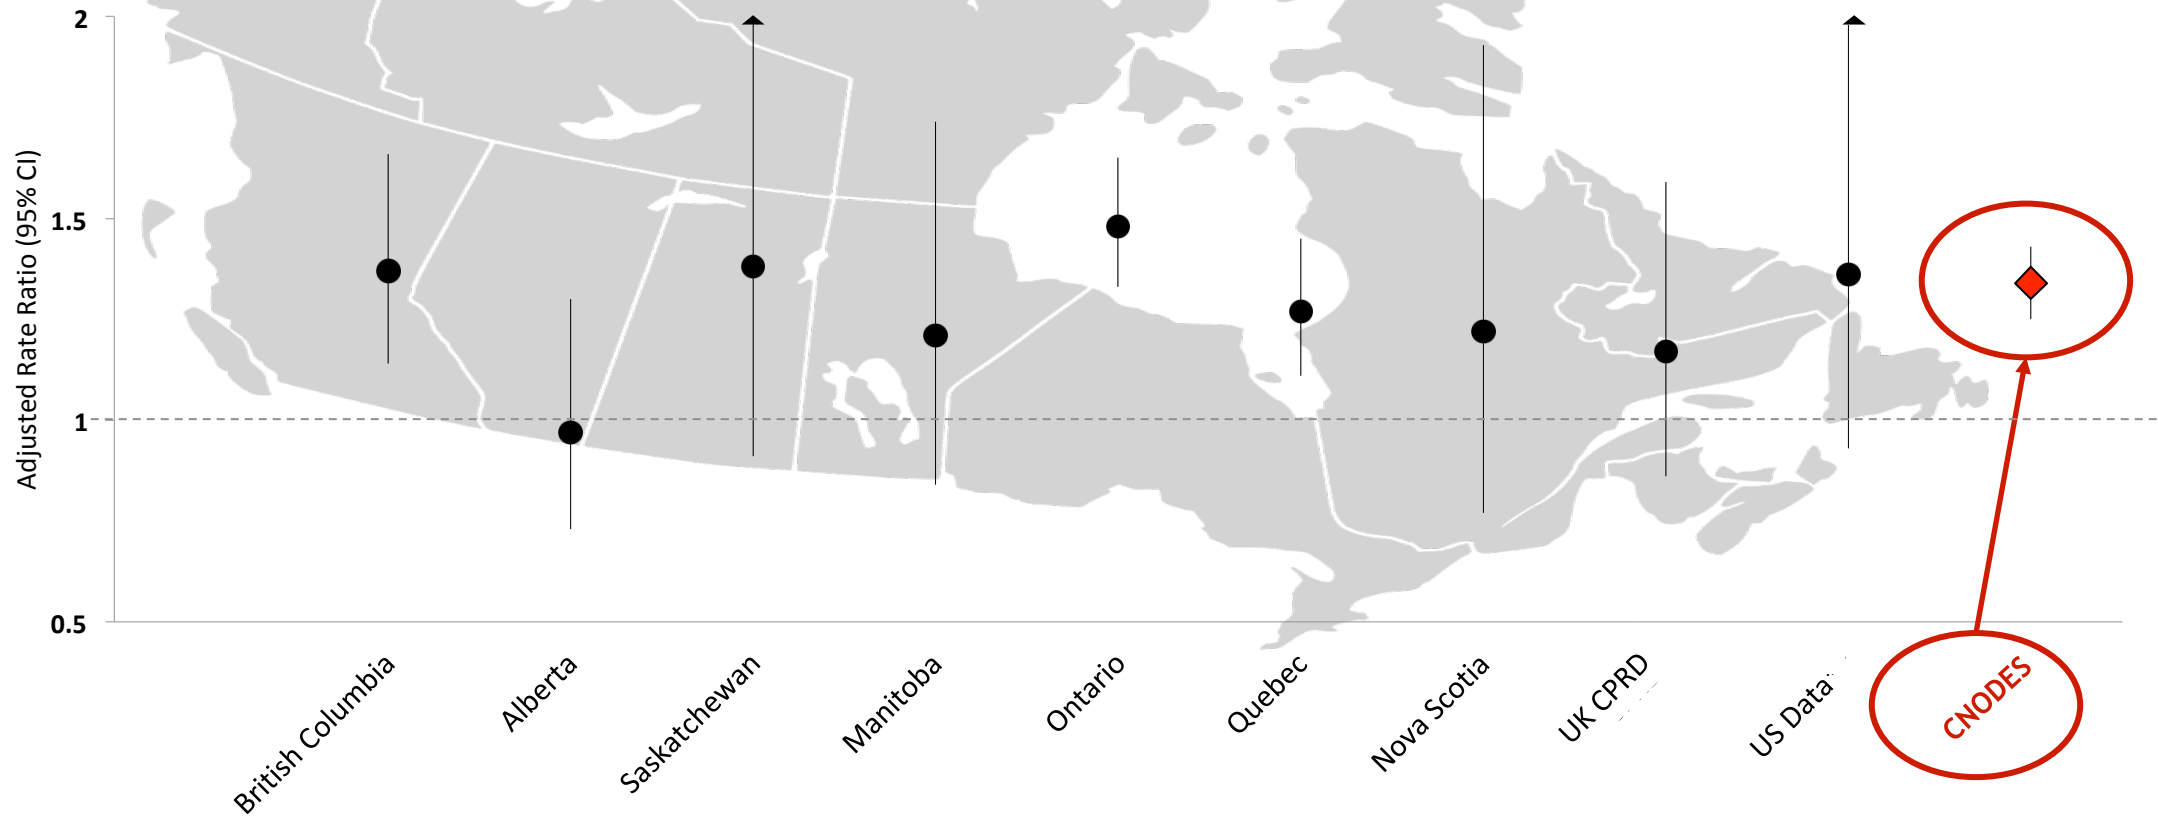 Adjusted Rate Ratio (95% CI)
2
1.5
1
0.5
British Columbia
Alberta
Saskatchewan
Manitoba
Ontario
Quebec
Nova Scotia
UK CPRD
US Data
CNODES